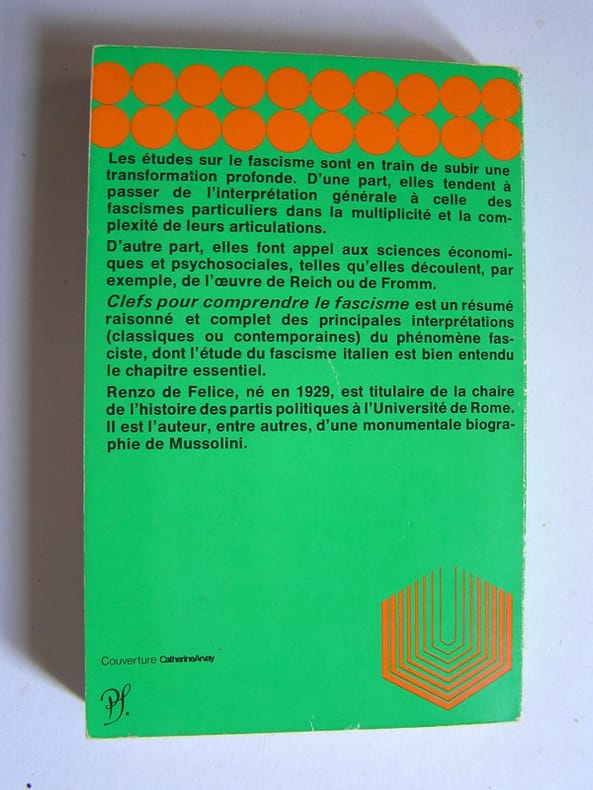 Les études sur le fascisme sont en train de subir une
transformation profonde. D'une part, elles tendent à
passer de l'interprétation générale à celle des
fascismes particuliers dans la multiplicité et la com-
plexité de leurs articulations.
D'autre part, elles font appel aux sciences économi-
ques et psychosociales, telles qu'elles découlent, par
exemple, de l'œuvre de Reich ou de Fromm.
Clefs pour comprendre le fascisme est un résumé
raisonné et complet des principales interprétations
(classiques ou contemporaines) du phénomène fas-
ciste, dont l'étude du fascisme italien est bien entendu
le chapitre essentiel.
Renzo de Felice, né en 1929, est titulaire de la chaire
de l'histoire des partis politiques à l'Université de Rome.
Il est l'auteur, entre autres, d'une monumentale biogra-
phie de Mussolini.
Couverture Catherine Arvay